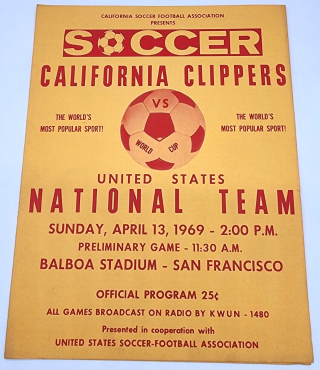 CALIFORNIA SOCCER FOOTBALL ASSOCIATION
PRESENTS
SOCCER
CALIFORNIA CLIPPERS
VS
THE WORLD'S
MOST POPULAR SPORT!
WORLD CUP
THE WORLD'S
MOST POPULAR SPORT!
UNITED STATES
NATIONAL TEAM
SUNDAY, APRIL 13, 1969 - 2:00 P.M.
PRELIMINARY GAME - 11:30 A.M.
BALBOA STADIUM - SAN FRANCISCO
OFFICIAL PROGRAM 25¢
ALL GAMES BROADCAST ON RADIO BY KWUN - 1480
Presented in cooperation with
UNITED STATES SOCCER-FOOTBALL ASSOCIATION